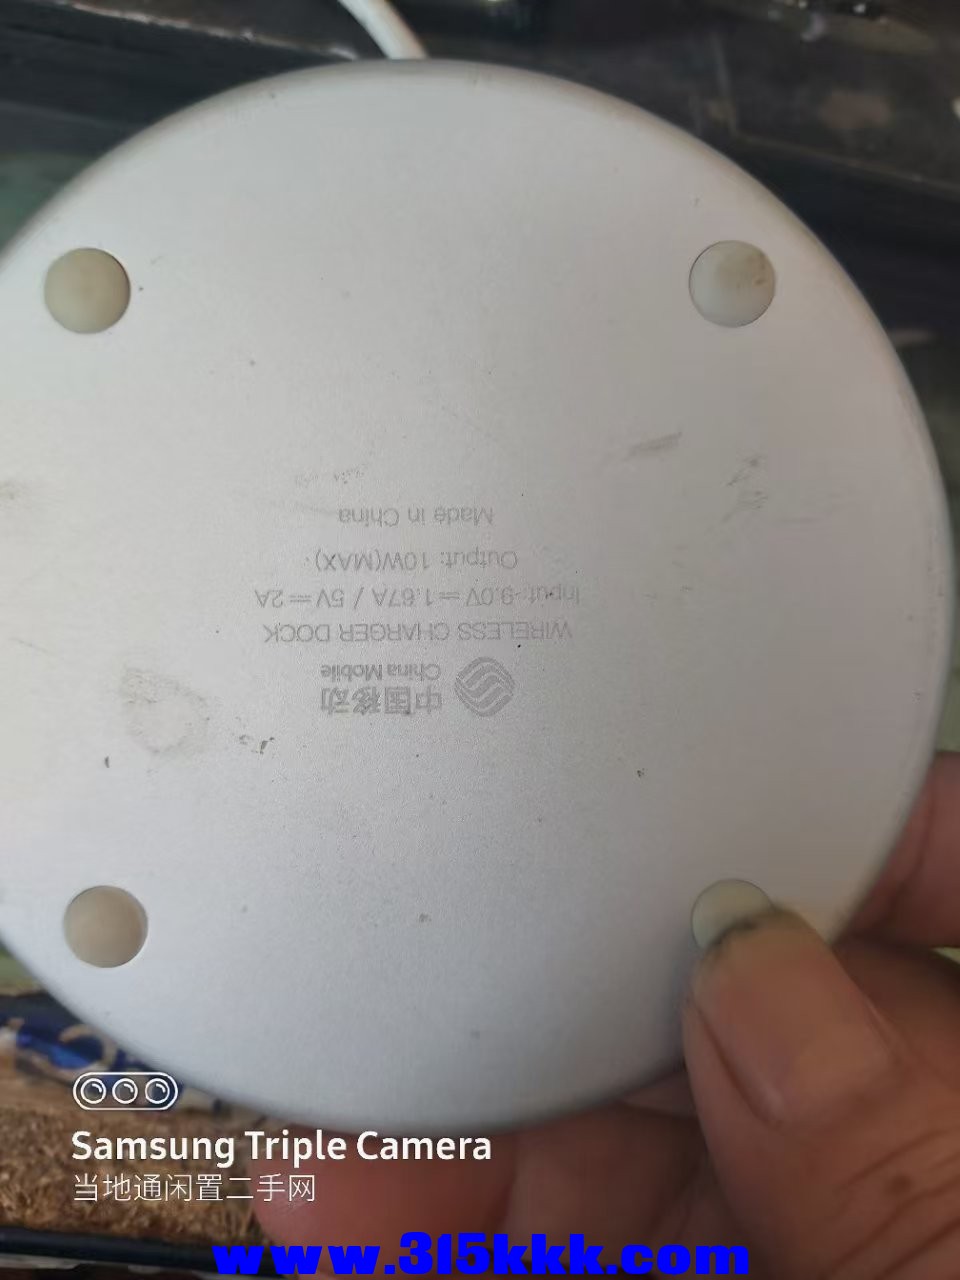 中国移动
China Mobile
WIRELESS CHARGER DOCK
Input:-9.0V⎓1.67A / 5V⎓2A
Output: 10W(MAX)
Made in China
Samsung Triple Camera
当地通闲置二手网
www.315kkk.com